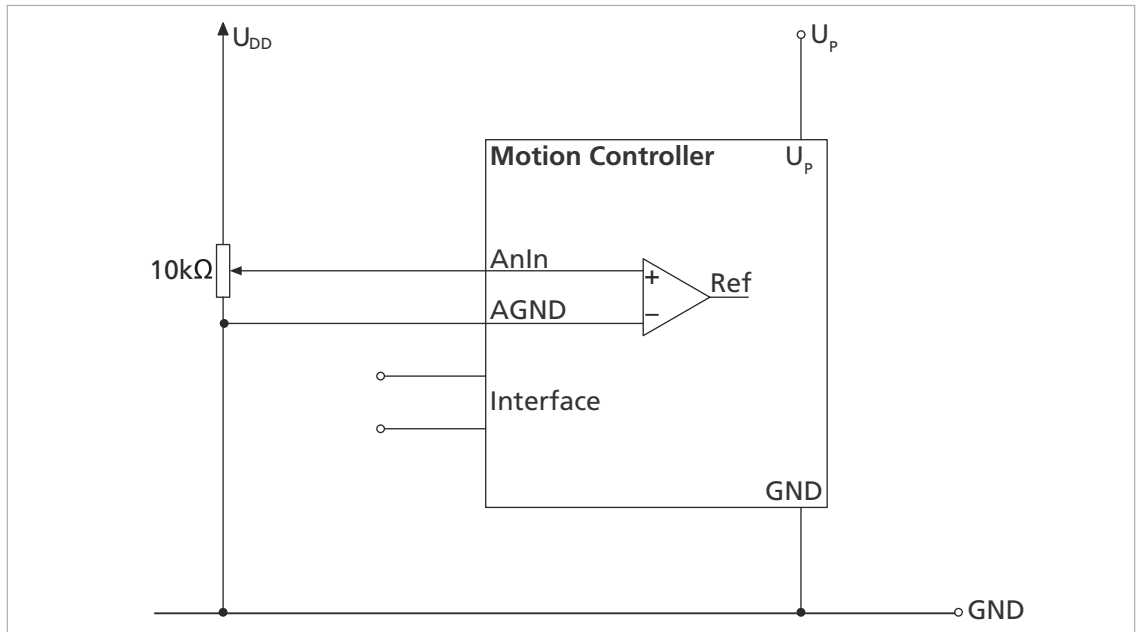 U_DD
U_P
Motion Controller
U_P
10kΩ
AnIn
+
Ref
AGND
−
Interface
GND
GND